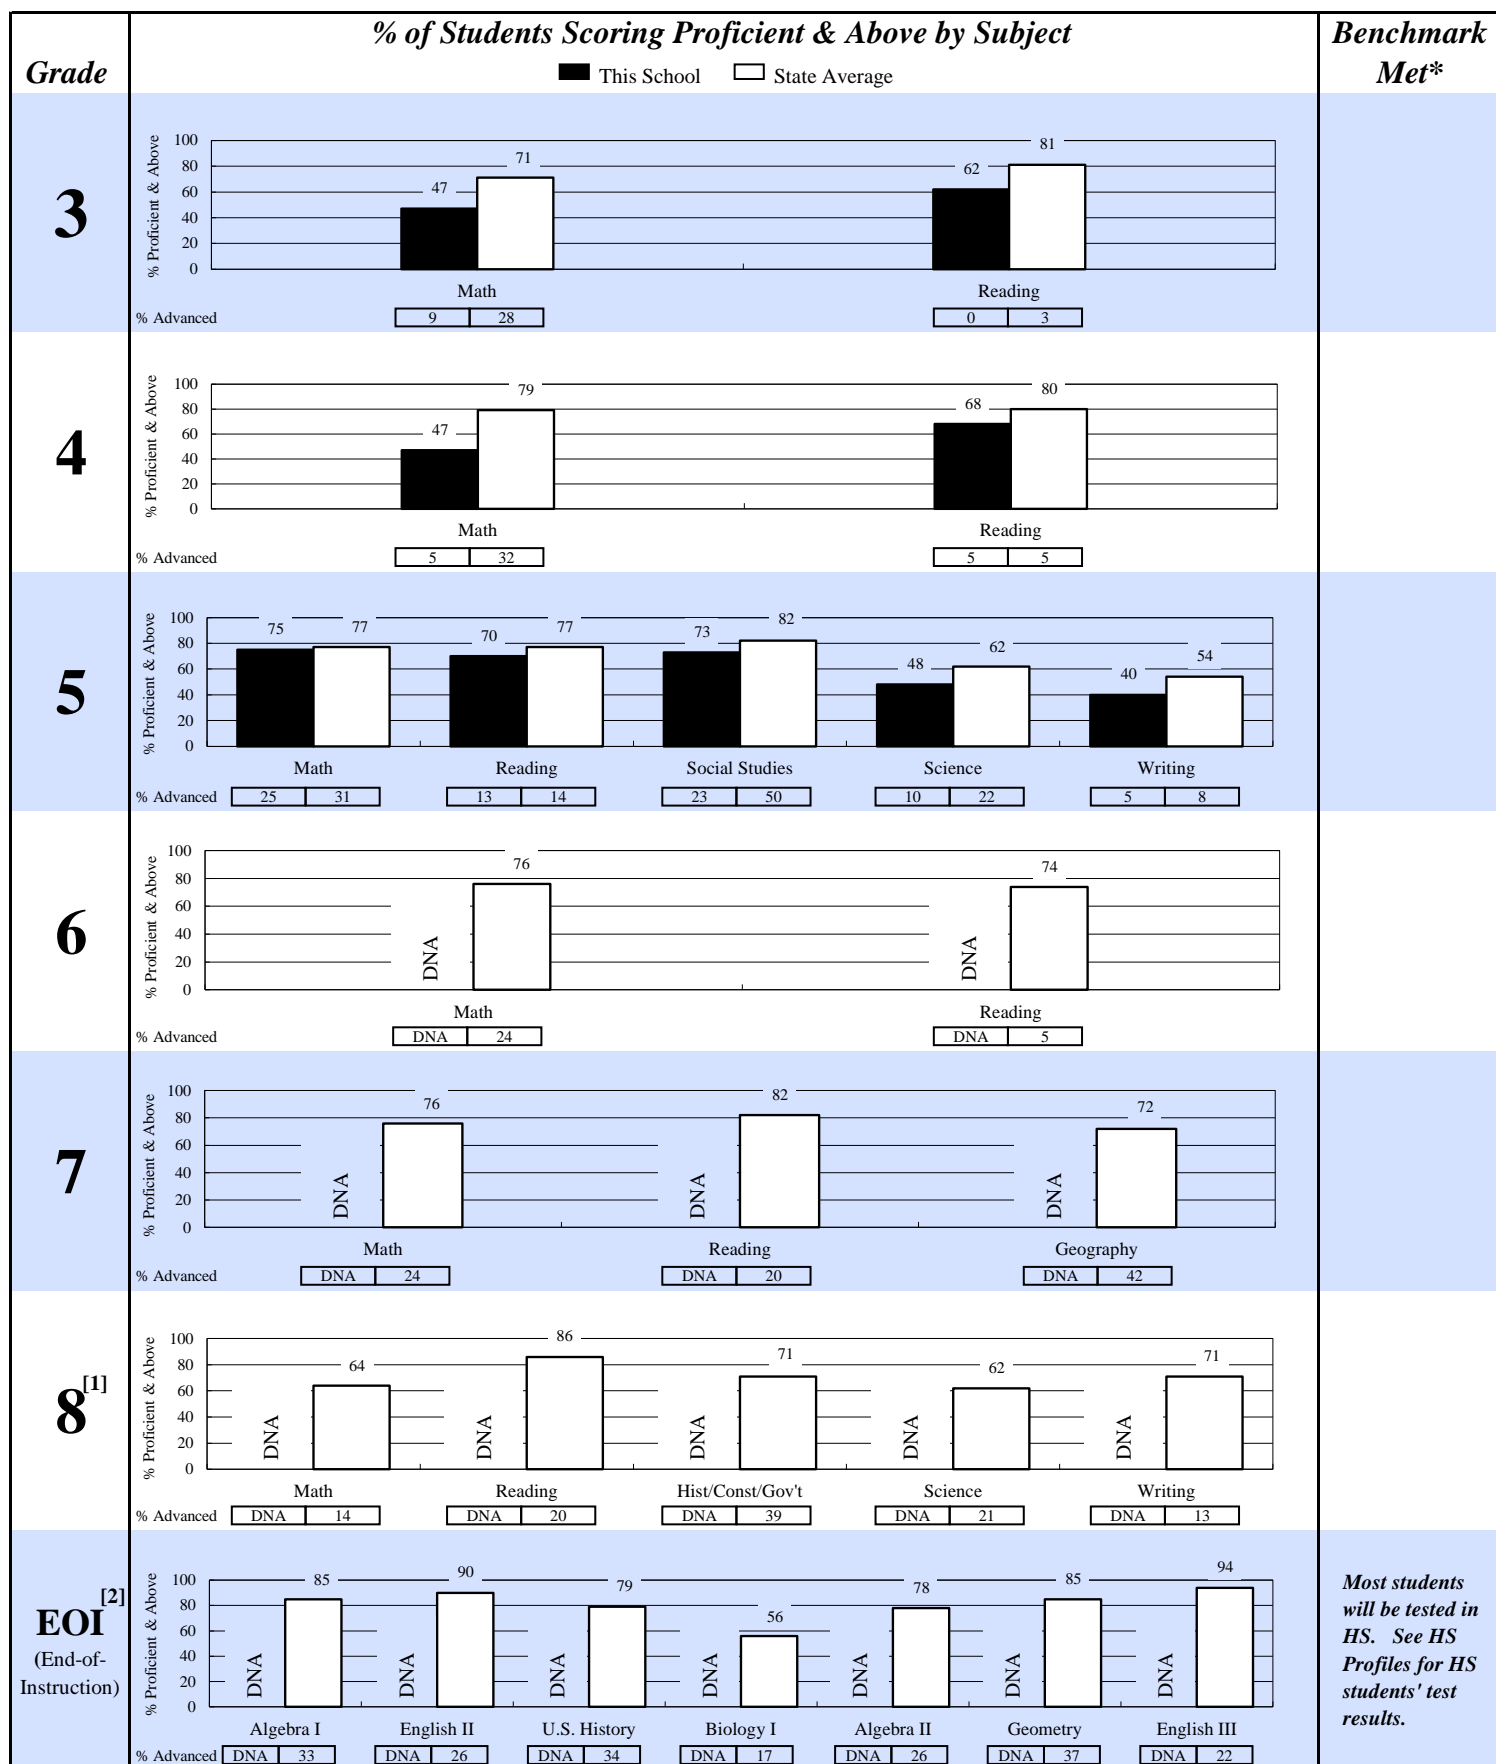 Grade
% of Students Scoring Proficient & Above by Subject
Benchmark
Met*
This School State Average
3
% Proficient & Above
100
80
60
40
20
0
47 71
62 81
Math Reading
% Advanced 9 28 0 3
4
% Proficient & Above
100
80
60
40
20
0
47 79
68 80
Math Reading
% Advanced 5 32 5 5
5
% Proficient & Above
100
80
60
40
20
0
75 77 70 77 73 82 48 62 40 54
Math Reading Social Studies Science Writing
% Advanced 25 31 13 14 23 50 10 22 5 8
6
% Proficient & Above
100
80
60
40
20
0
DNA 76 DNA 74
Math Reading
% Advanced DNA 24 DNA 5
7
% Proficient & Above
100
80
60
40
20
0
DNA 76 DNA 82 DNA 72
Math Reading Geography
% Advanced DNA 24 DNA 20 DNA 42
8[1]
% Proficient & Above
100
80
60
40
20
0
DNA 64 DNA 86 DNA 71 DNA 62 DNA 71
Math Reading Hist/Const/Gov't Science Writing
% Advanced DNA 14 DNA 20 DNA 39 DNA 21 DNA 13
EOI[2]
(End-of-
Instruction)
% Proficient & Above
100
80
60
40
20
0
DNA 85 DNA 90 DNA 79 DNA 56 DNA 78 DNA 85 DNA 94
Algebra I English II U.S. History Biology I Algebra II Geometry English III
% Advanced DNA 33 DNA 26 DNA 34 DNA 17 DNA 26 DNA 37 DNA 22
Most students
will be tested in
HS. See HS
Profiles for HS
students' test
results.